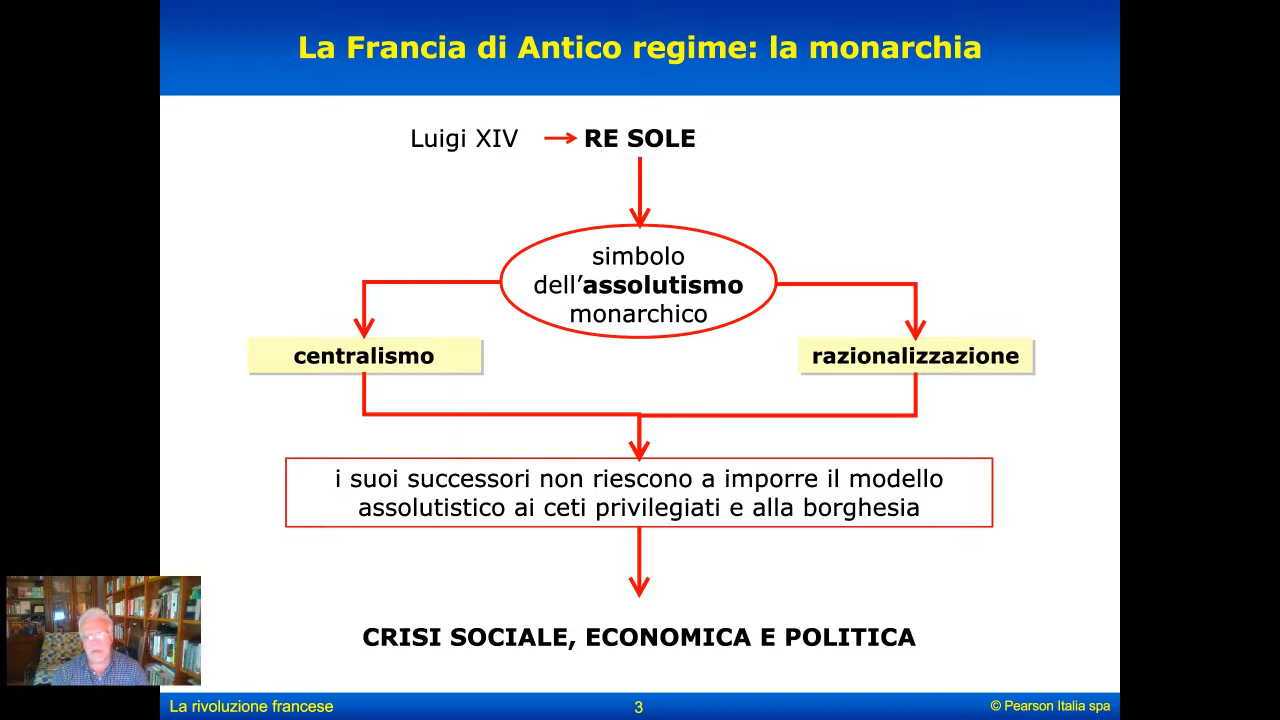 La Francia di Antico regime: la monarchia
Luigi XIV → RE SOLE
simbolo
dell’assolutismo
monarchico
centralismo
razionalizzazione
i suoi successori non riescono a imporre il modello
assolutistico ai ceti privilegiati e alla borghesia
CRISI SOCIALE, ECONOMICA E POLITICA
La rivoluzione francese
3
© Pearson Italia spa